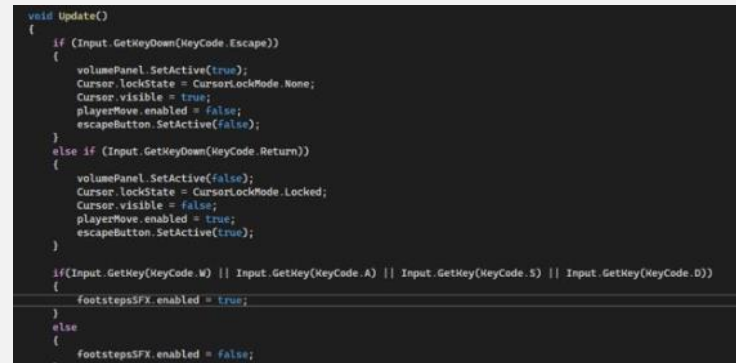 void Update()
{
if (Input.GetKeyDown(KeyCode.Escape))
{
volumePanel.SetActive(true);
Cursor.lockState = CursorLockMode.None;
Cursor.visible = true;
playerMove.enabled = false;
escapeButton.SetActive(false);
}
else if (Input.GetKeyDown(KeyCode.Return))
{
volumePanel.SetActive(false);
Cursor.lockState = CursorLockMode.Locked;
Cursor.visible = false;
playerMove.enabled = true;
escapeButton.SetActive(true);
}
if(Input.GetKey(KeyCode.W) || Input.GetKey(KeyCode.A) || Input.GetKey(KeyCode.S) || Input.GetKey(KeyCode.D))
{
footstepsSFX.enabled = true;
}
else
{
footstepsSFX.enabled = false;